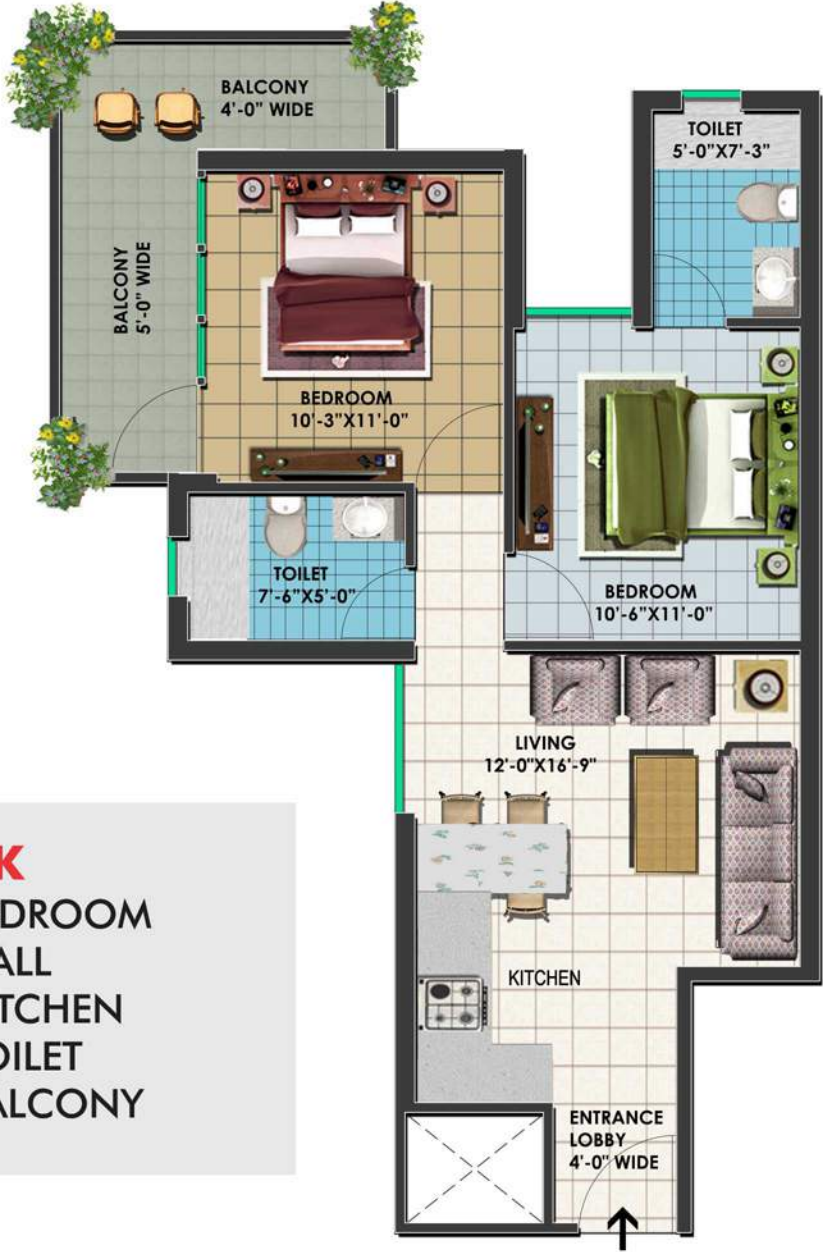 BALCONY
4'-0" WIDE
TOILET
5'-0"X7'-3"
BALCONY
5'-0" WIDE
BEDROOM
10'-3"X11'-0"
TOILET
7'-6"X5'-0"
BEDROOM
10'-6"X11'-0"
LIVING
12'-0"X16'-9"
K
DROOM
ALL
TCHEN
OILET
ALCONY
KITCHEN
ENTRANCE
LOBBY
4'-0" WIDE